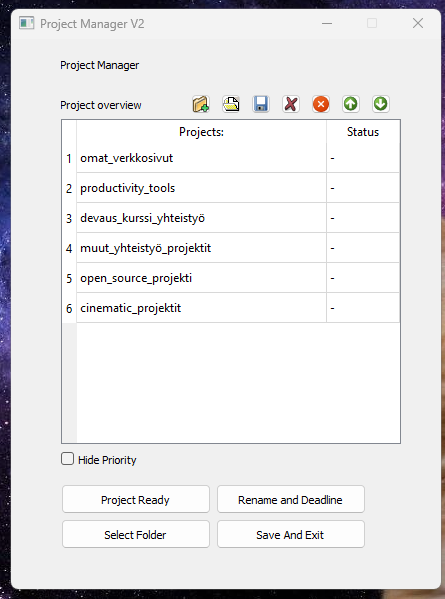 Project Manager V2
Project Manager
Project overview
Projects: Status
1 omat_verkkosivut -
2 productivity_tools -
3 devaus_kurssi_yhteistyö -
4 muut_yhteistyö_projektit -
5 open_source_projekti -
6 cinematic_projektit -
Hide Priority
Project Ready Rename and Deadline
Select Folder Save And Exit